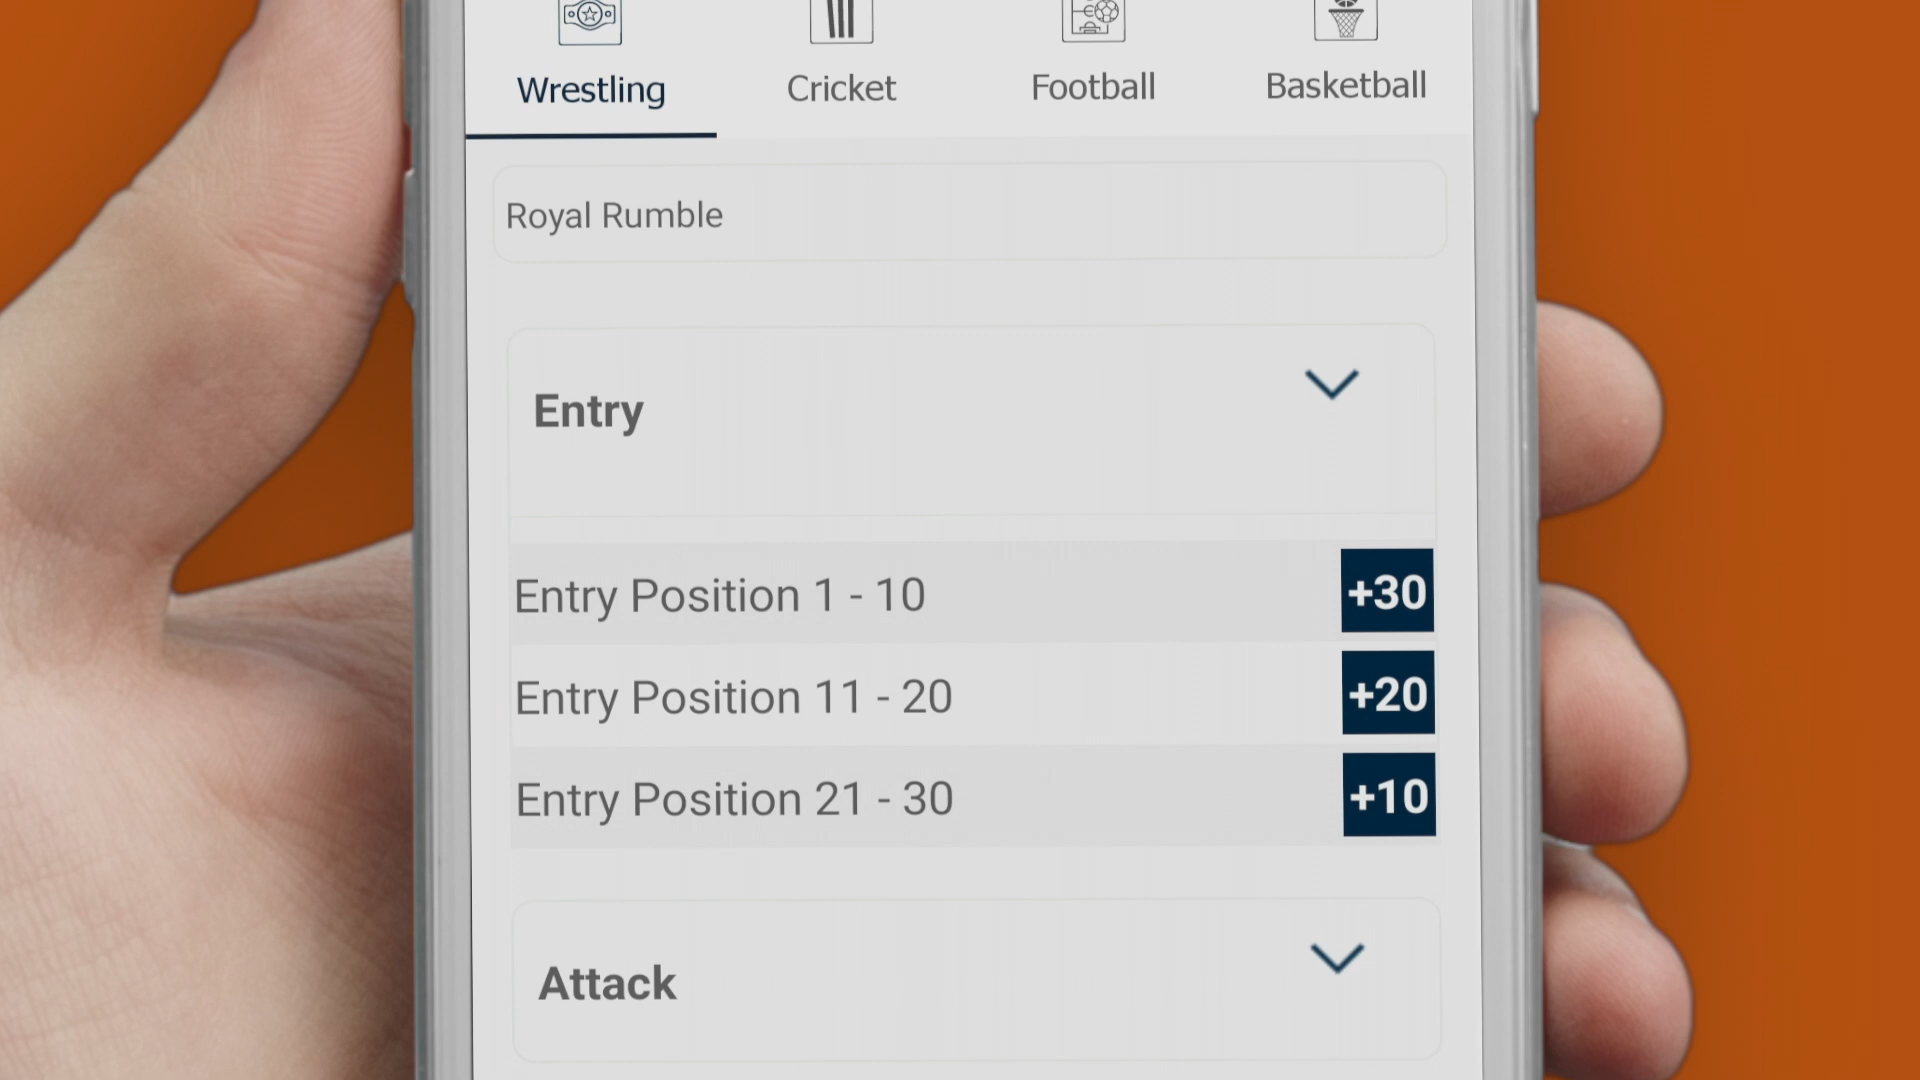 Wrestling
Cricket
Football
Basketball
Royal Rumble
Entry
Entry Position 1 - 10
+30
Entry Position 11 - 20
+20
Entry Position 21 - 30
+10
Attack